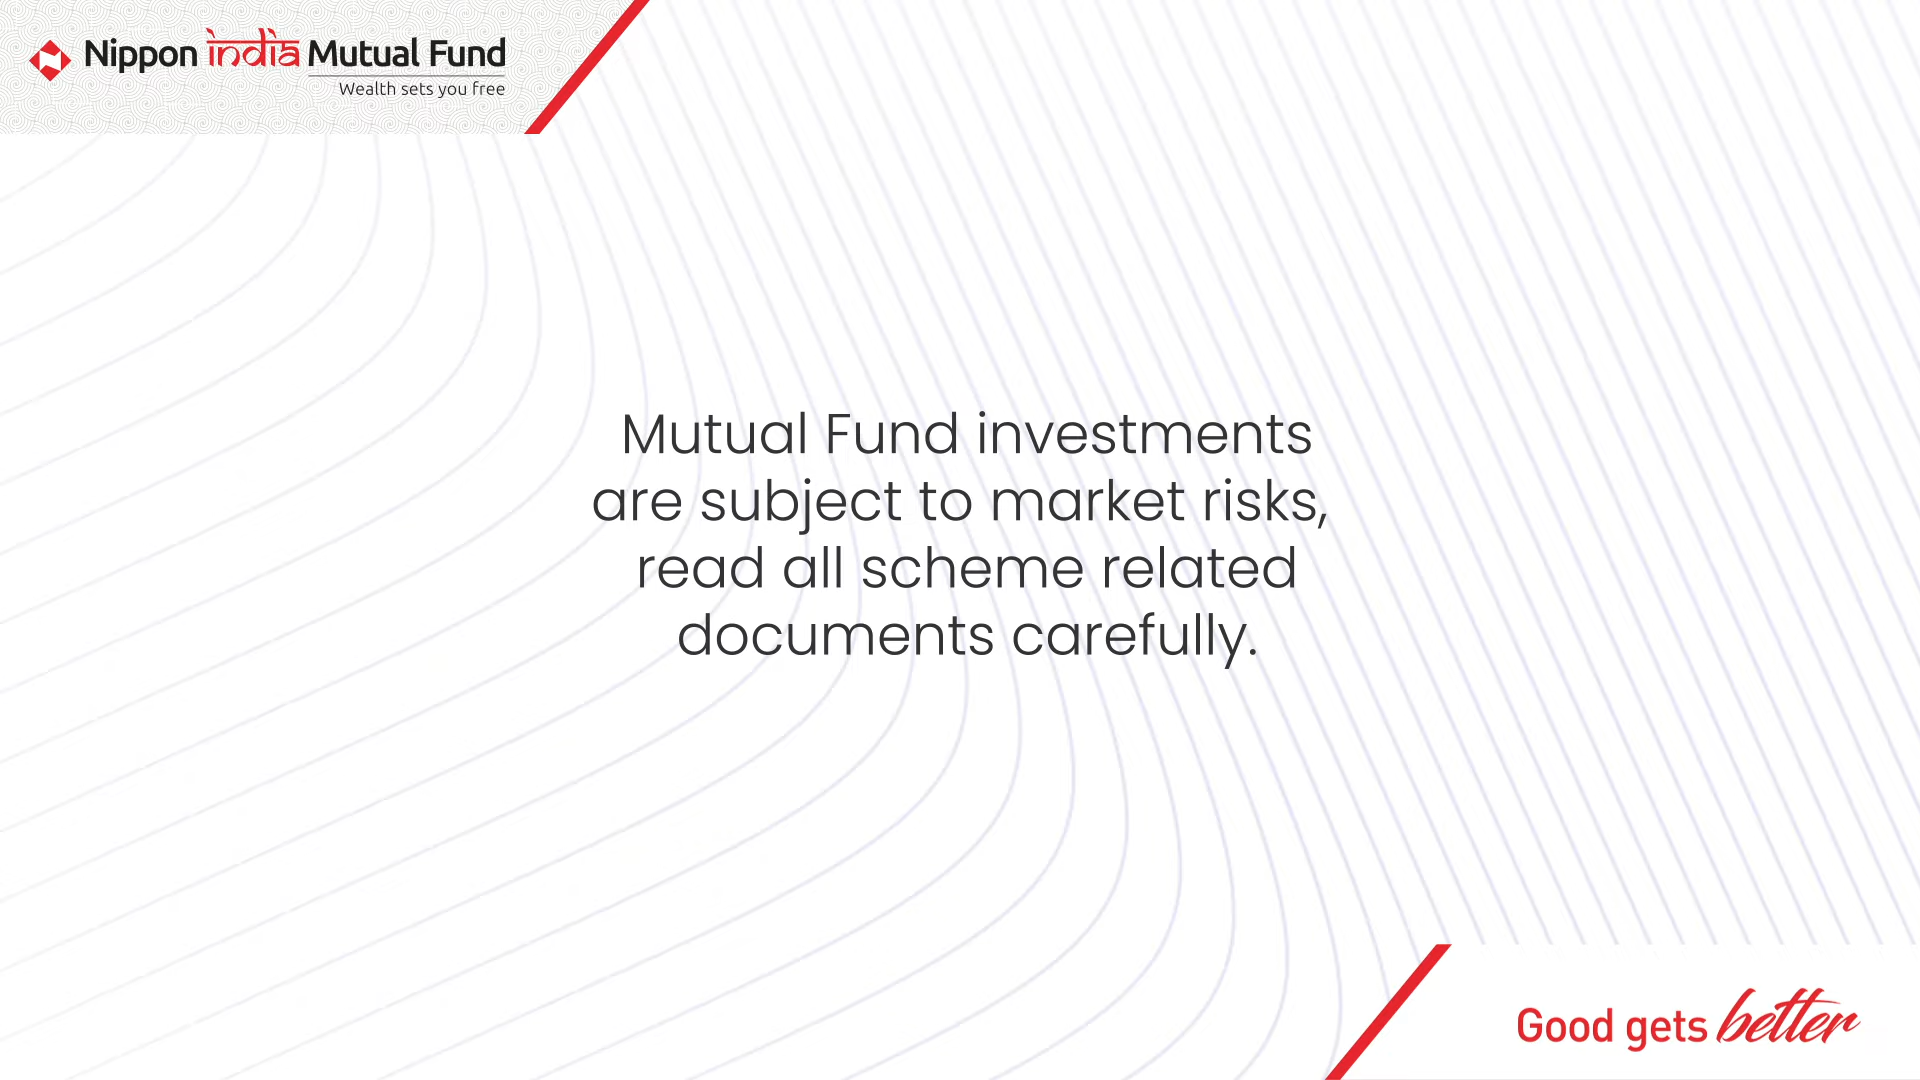 Nippon india Mutual Fund
Wealth sets you free
Mutual Fund investments
are subject to market risks,
read all scheme related
documents carefully.
Good gets better